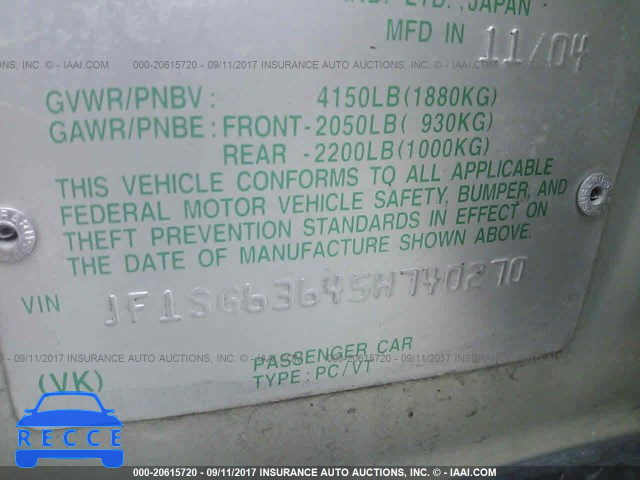 IND. LTD.,JAPAN
MFD IN 11/04
GVWR/PNBV: 4150LB(1880KG)
GAWR/PNBE: FRONT-2050LB( 930KG)
REAR -2200LB(1000KG)
THIS VEHICLE CONFORMS TO ALL APPLICABLE
FEDERAL MOTOR VEHICLE SAFETY, BUMPER, AND
THEFT PREVENTION STANDARDS IN EFFECT ON
THE DATE OF MANUFACTURE SHOWN ABOVE.
VIN JF1SG63645H740270
PASSENGER CAR
(VK) TYPE: PC/VT
RECCE
000-20615720 - 09/11/2017 INSURANCE AUTO AUCTIONS, INC. - © IAAI.COM